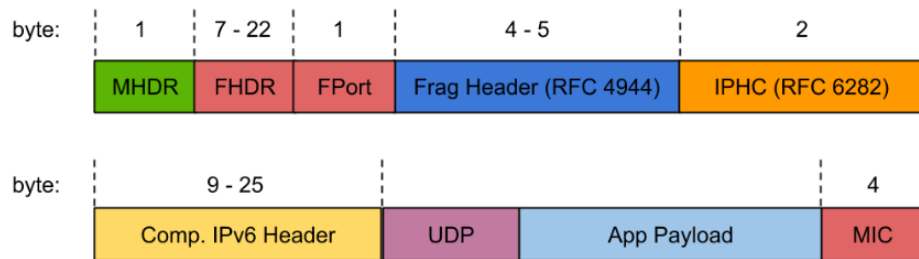 byte: 1 7 - 22 1 4 - 5 2
MHDR FHDR FPort Frag Header (RFC 4944) IPHC (RFC 6282)
byte: 9 - 25 4
Comp. IPv6 Header UDP App Payload MIC